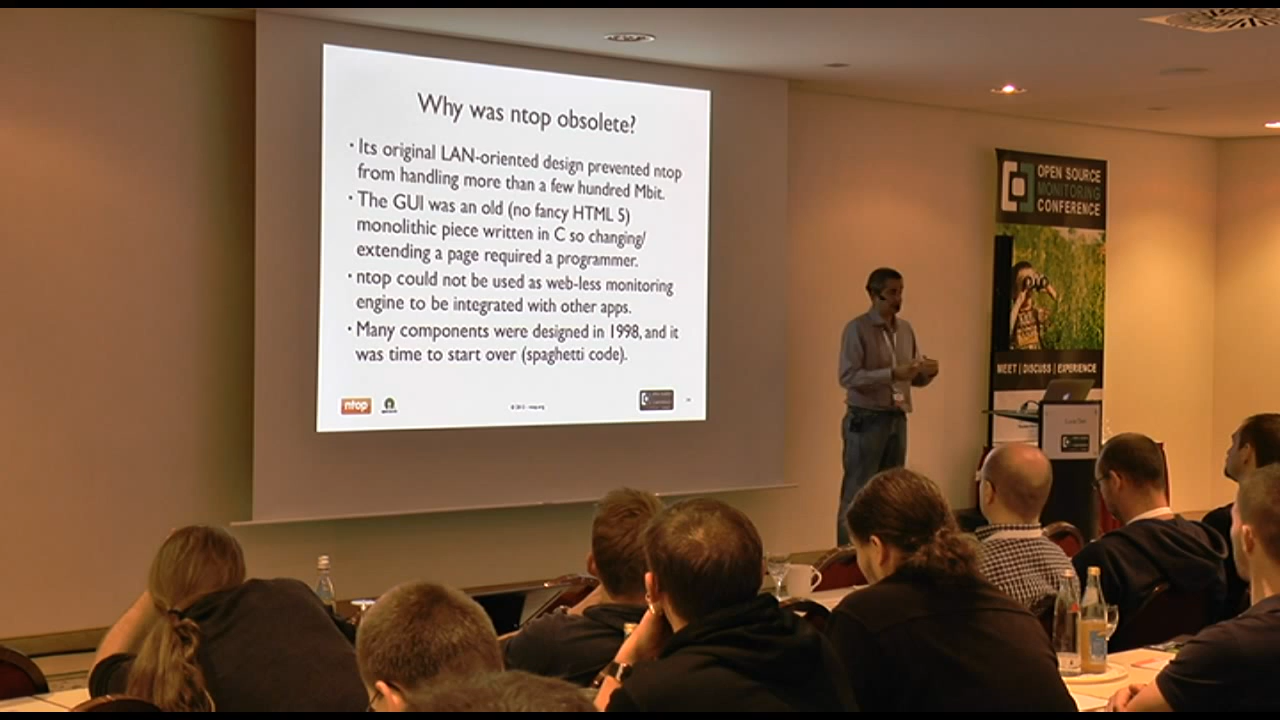 Why was ntop obsolete?
• Its original LAN-oriented design prevented ntop
from handling more than a few hundred Mbit.
• The GUI was an old (no fancy HTML 5)
monolithic piece written in C so changing/
extending a page required a programmer.
• ntop could not be used as web-less monitoring
engine to be integrated with other apps.
• Many components were designed in 1998, and it
was time to start over (spaghetti code).
ntop
OPEN SOURCE
MONITORING
CONFERENCE
MEET | DISCUSS | EXPERIENCE